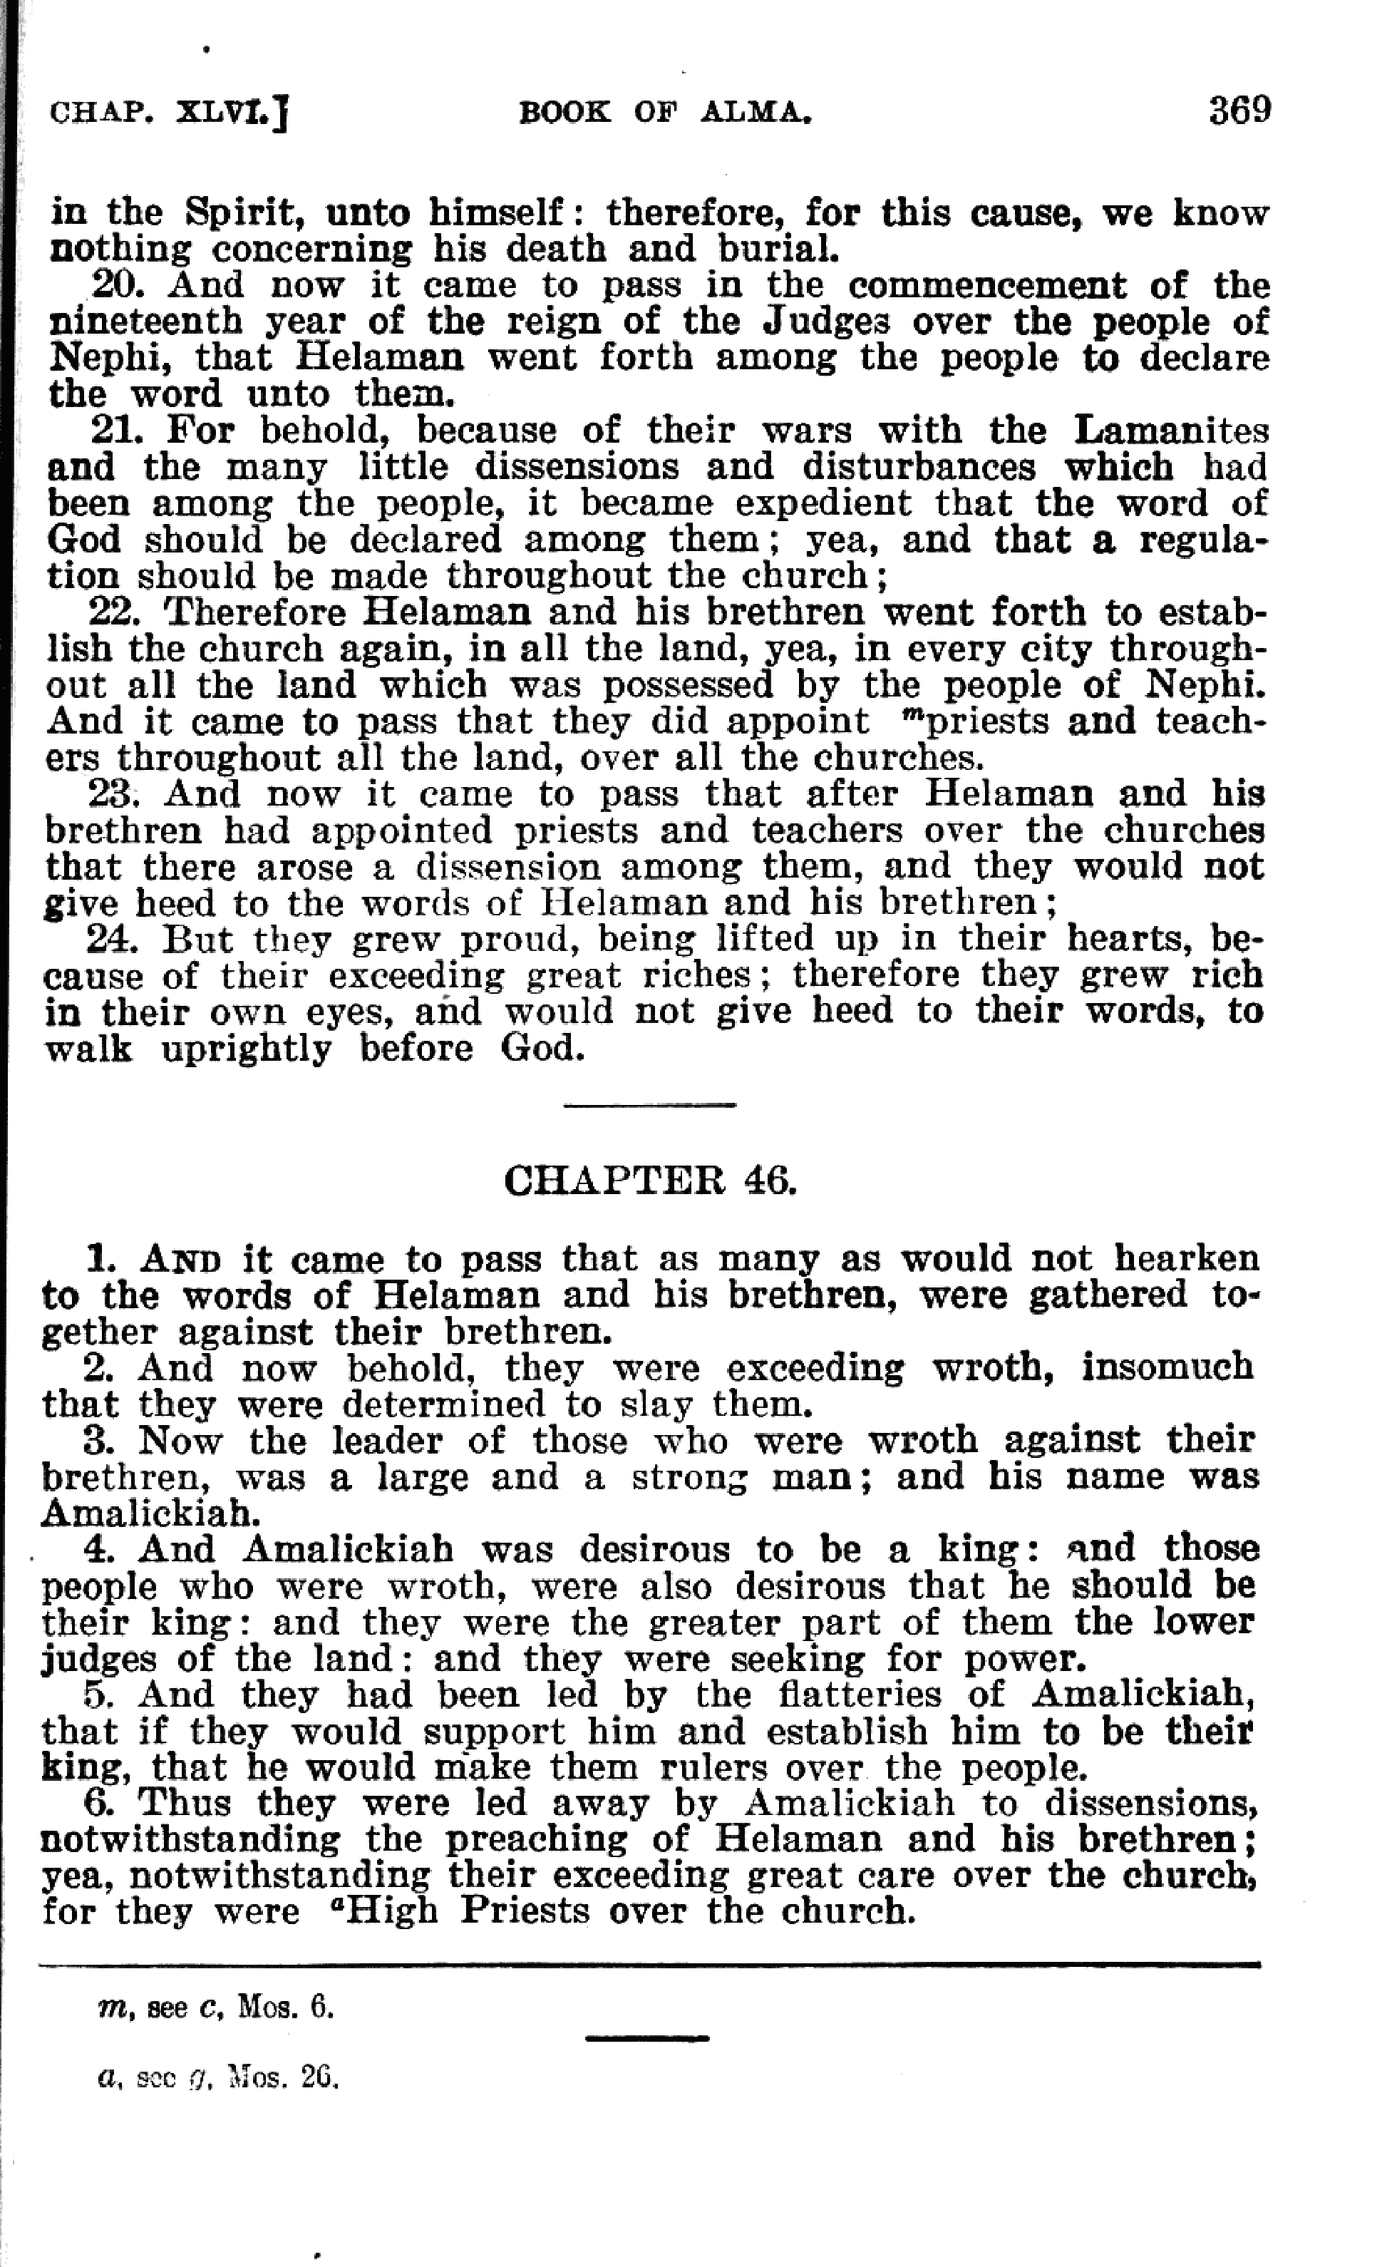 CHAP. XLVI.] BOOK OF ALMA. 369
in the Spirit, unto himself: therefore, for this cause, we know
nothing concerning his death and burial.
20. And now it came to pass in the commencement of the
nineteenth year of the reign of the Judges over the people of
Nephi, that Helaman went forth among the people to declare
the word unto them.
21. For behold, because of their wars with the Lamanites
and the many little dissensions and disturbances which had
been among the people, it became expedient that the word of
God should be declared among them; yea, and that a regula-
tion should be made throughout the church;
22. Therefore Helaman and his brethren went forth to estab-
lish the church again, in all the land, yea, in every city through-
out all the land which was possessed by the people of Nephi.
And it came to pass that they did appoint ᵐpriests and teach-
ers throughout all the land, over all the churches.
23. And now it came to pass that after Helaman and his
brethren had appointed priests and teachers over the churches
that there arose a dissension among them, and they would not
give heed to the words of Helaman and his brethren;
24. But they grew proud, being lifted up in their hearts, be-
cause of their exceeding great riches; therefore they grew rich
in their own eyes, and would not give heed to their words, to
walk uprightly before God.
CHAPTER 46.
1. AND it came to pass that as many as would not hearken
to the words of Helaman and his brethren, were gathered to-
gether against their brethren.
2. And now behold, they were exceeding wroth, insomuch
that they were determined to slay them.
3. Now the leader of those who were wroth against their
brethren, was a large and a strong man; and his name was
Amalickiah.
4. And Amalickiah was desirous to be a king: and those
people who were wroth, were also desirous that he should be
their king: and they were the greater part of them the lower
judges of the land: and they were seeking for power.
5. And they had been led by the flatteries of Amalickiah,
that if they would support him and establish him to be their
king, that he would make them rulers over the people.
6. Thus they were led away by Amalickiah to dissensions,
notwithstanding the preaching of Helaman and his brethren;
yea, notwithstanding their exceeding great care over the church,
for they were ᵃHigh Priests over the church.
m, see c, Mos. 6.
a, see g, Mos. 26.